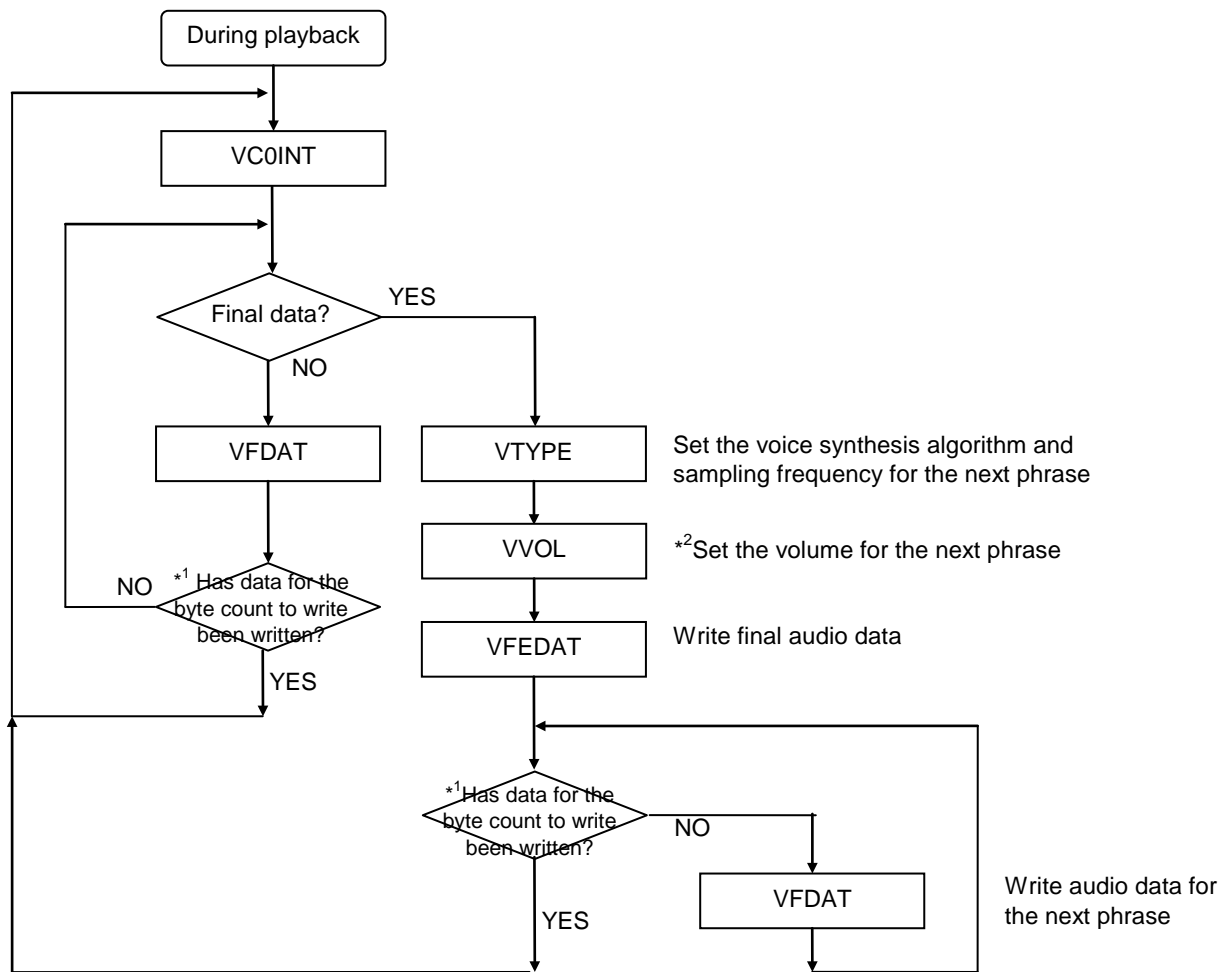 During playback
VC0INT
Final data?
YES
NO
VFDAT
VTYPE
Set the voice synthesis algorithm and
sampling frequency for the next phrase
VVOL
*2Set the volume for the next phrase
NO
*1 Has data for the
byte count to write
been written?
VFEDAT
Write final audio data
YES
*1Has data for the
byte count to write
been written?
NO
VFDAT
Write audio data for
the next phrase
YES